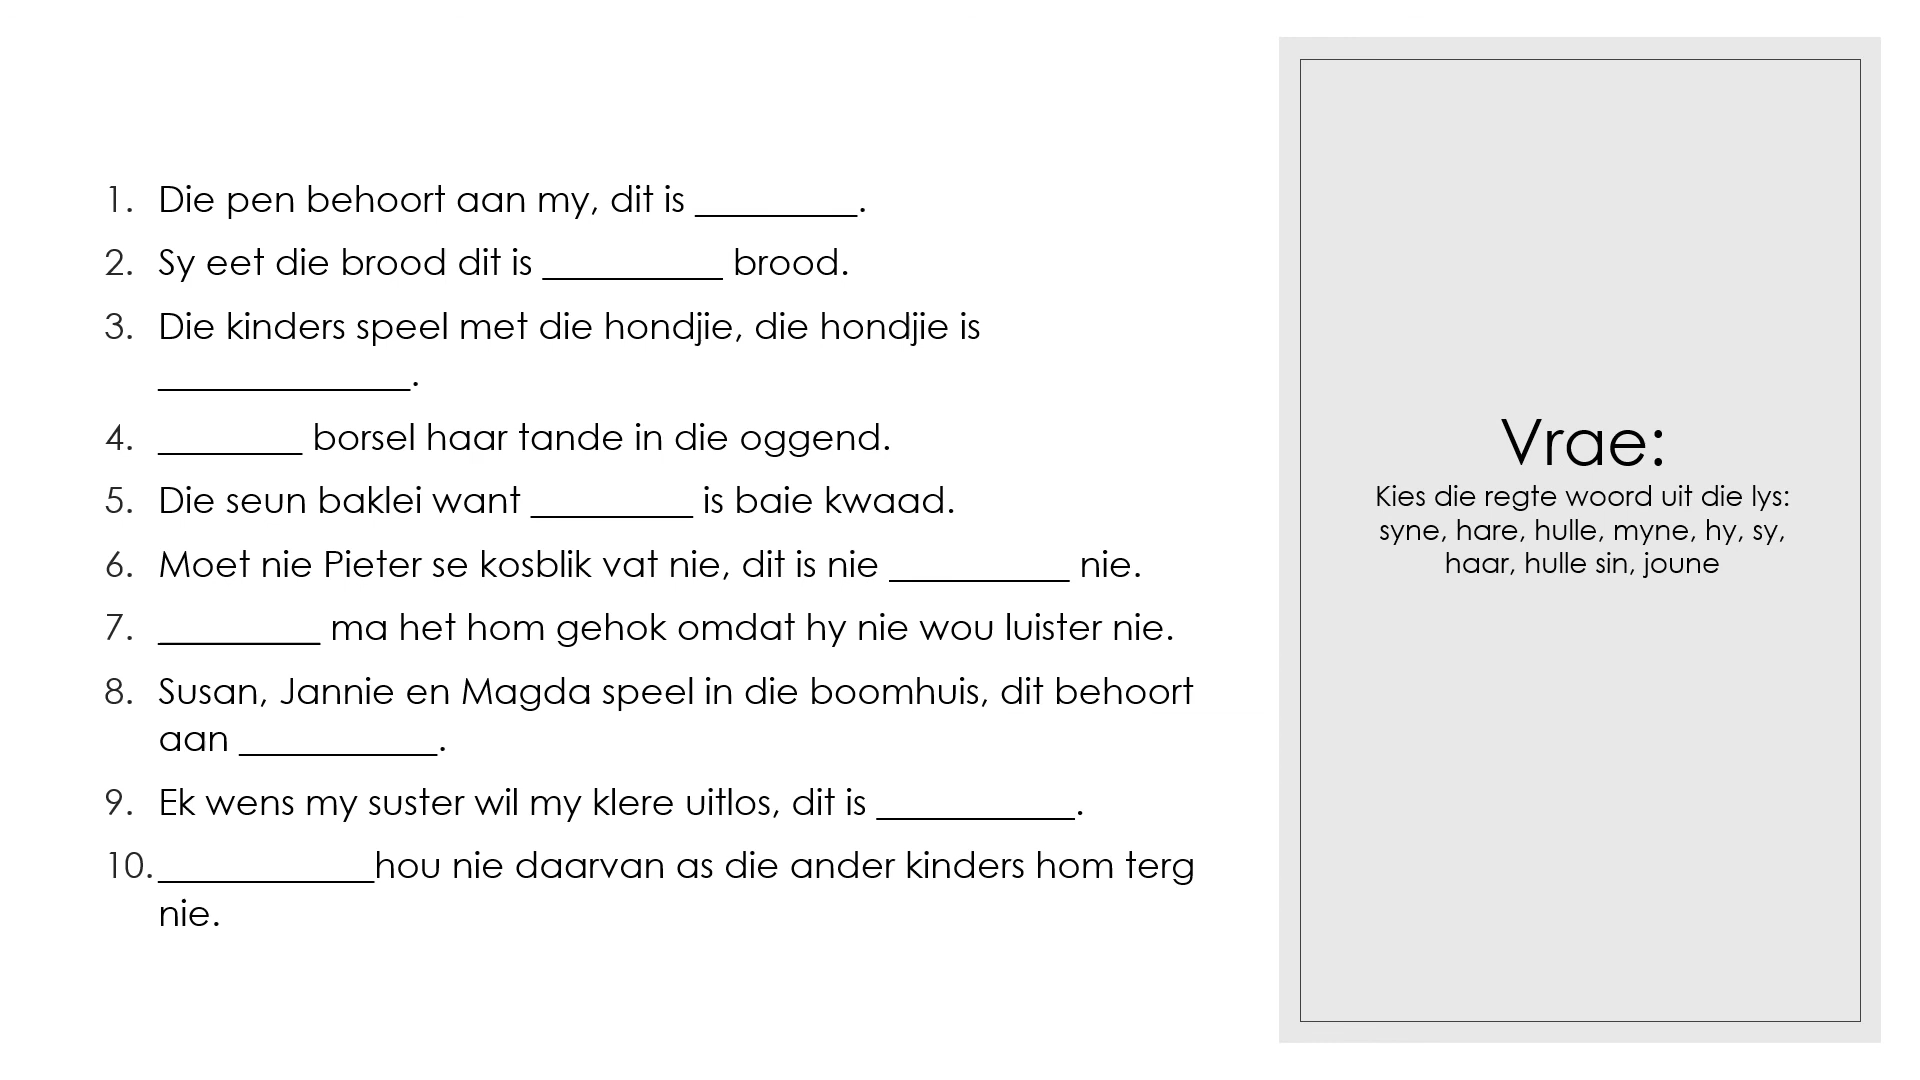 1. Die pen behoort aan my, dit is _________.
2. Sy eet die brood dit is __________ brood.
3. Die kinders speel met die hondjie, die hondjie is
______________.
4. ________ borsel haar tande in die oggend.
5. Die seun baklei want _________ is baie kwaad.
6. Moet nie Pieter se kosblik vat nie, dit is nie __________ nie.
7. _________ ma het hom gehok omdat hy nie wou luister nie.
8. Susan, Jannie en Magda speel in die boomhuis, dit behoort
aan ___________.
9. Ek wens my suster wil my klere uitlos, dit is ___________.
10. ____________hou nie daarvan as die ander kinders hom terg
nie.
Vrae:
Kies die regte woord uit die lys:
syne, hare, hulle, myne, hy, sy,
haar, hulle sin, joune